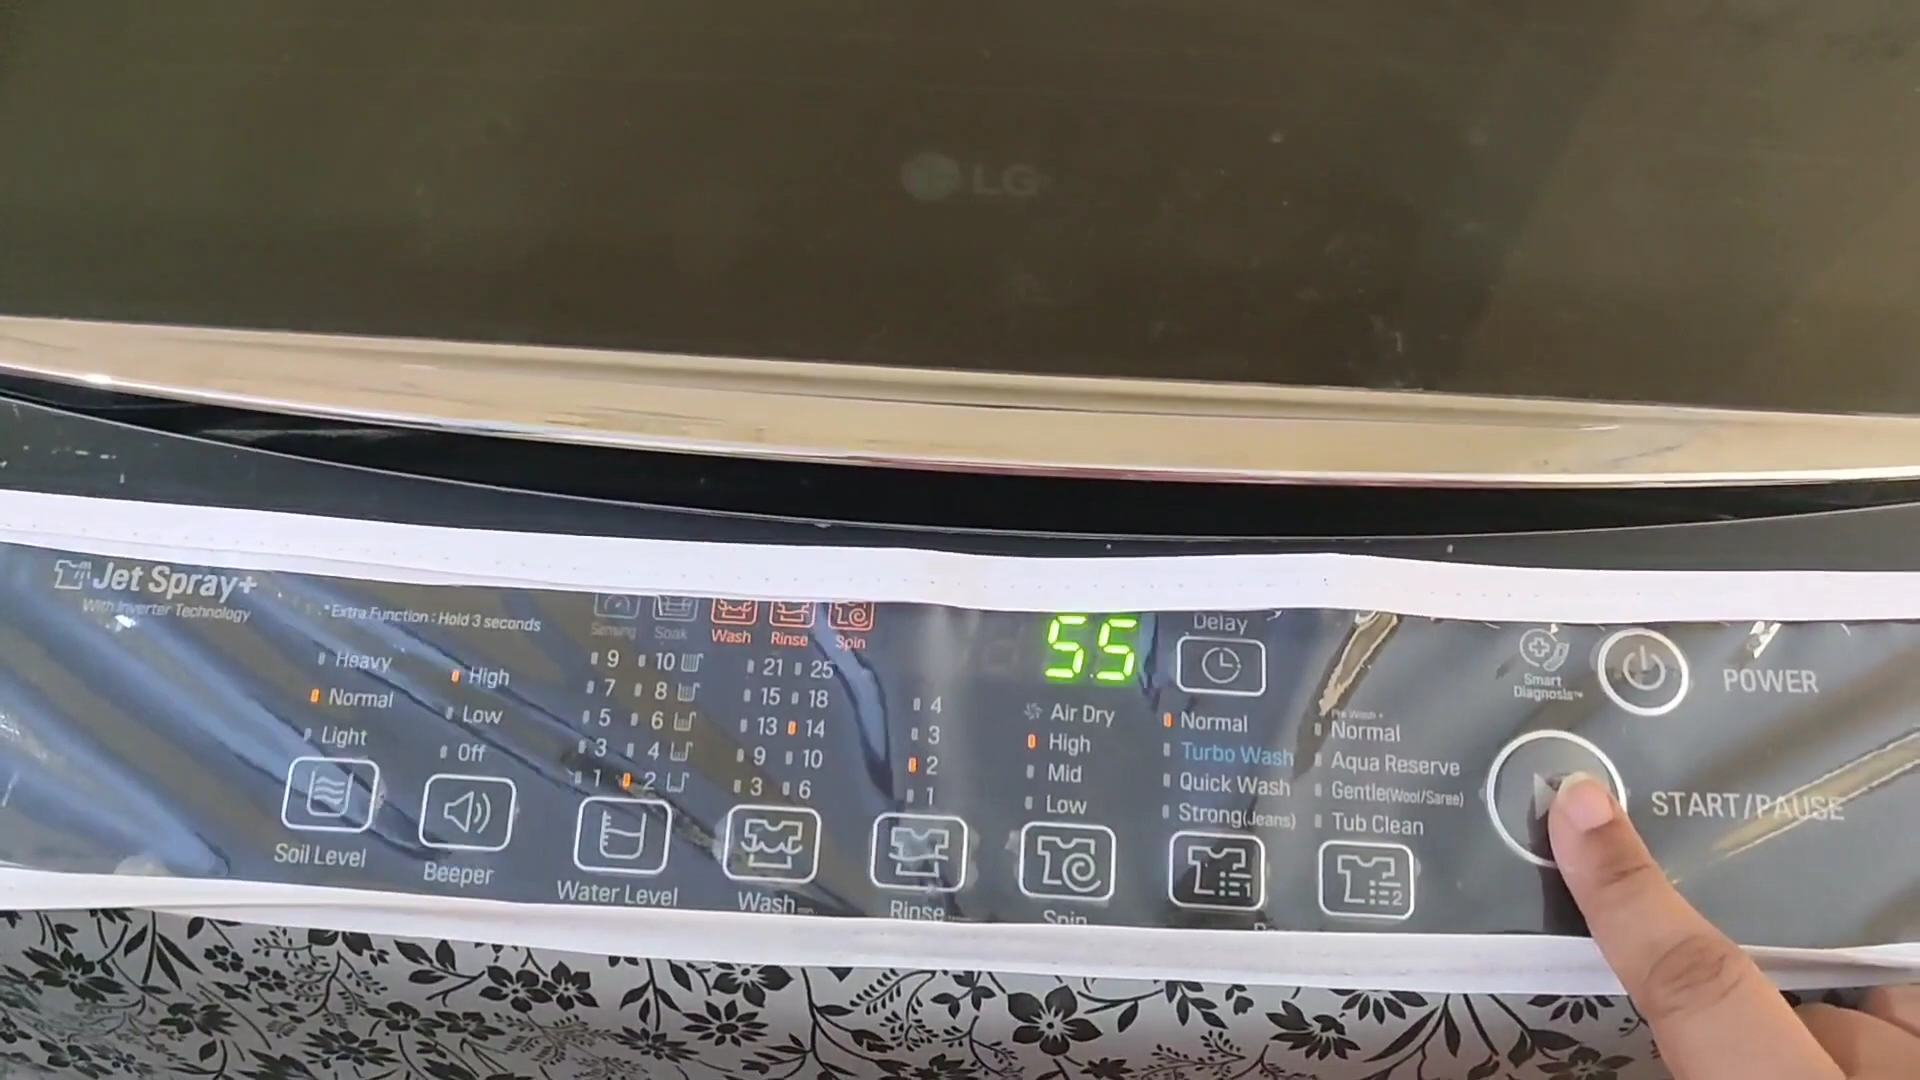 LG
Jet Spray+
With Inverter Technology
* Extra Function : Hold 3 seconds
Heavy
Normal
Light
Soil Level
High
Low
Off
Beeper
Sensing Soak Wash Rinse Spin
9 10
7 8
5 6
3 4
1 2
Water Level
21 25
15 18
13 14
9 10
3 6
Wash
4
3
2
1
Rinse
55
Air Dry
High
Mid
Low
Spin
Delay
Normal
Turbo Wash
Quick Wash
Strong(Jeans)
1
Pre Wash +
Normal
Aqua Reserve
Gentle(Wool/Saree)
Tub Clean
2
Smart
Diagnosis™
POWER
START/PAUSE